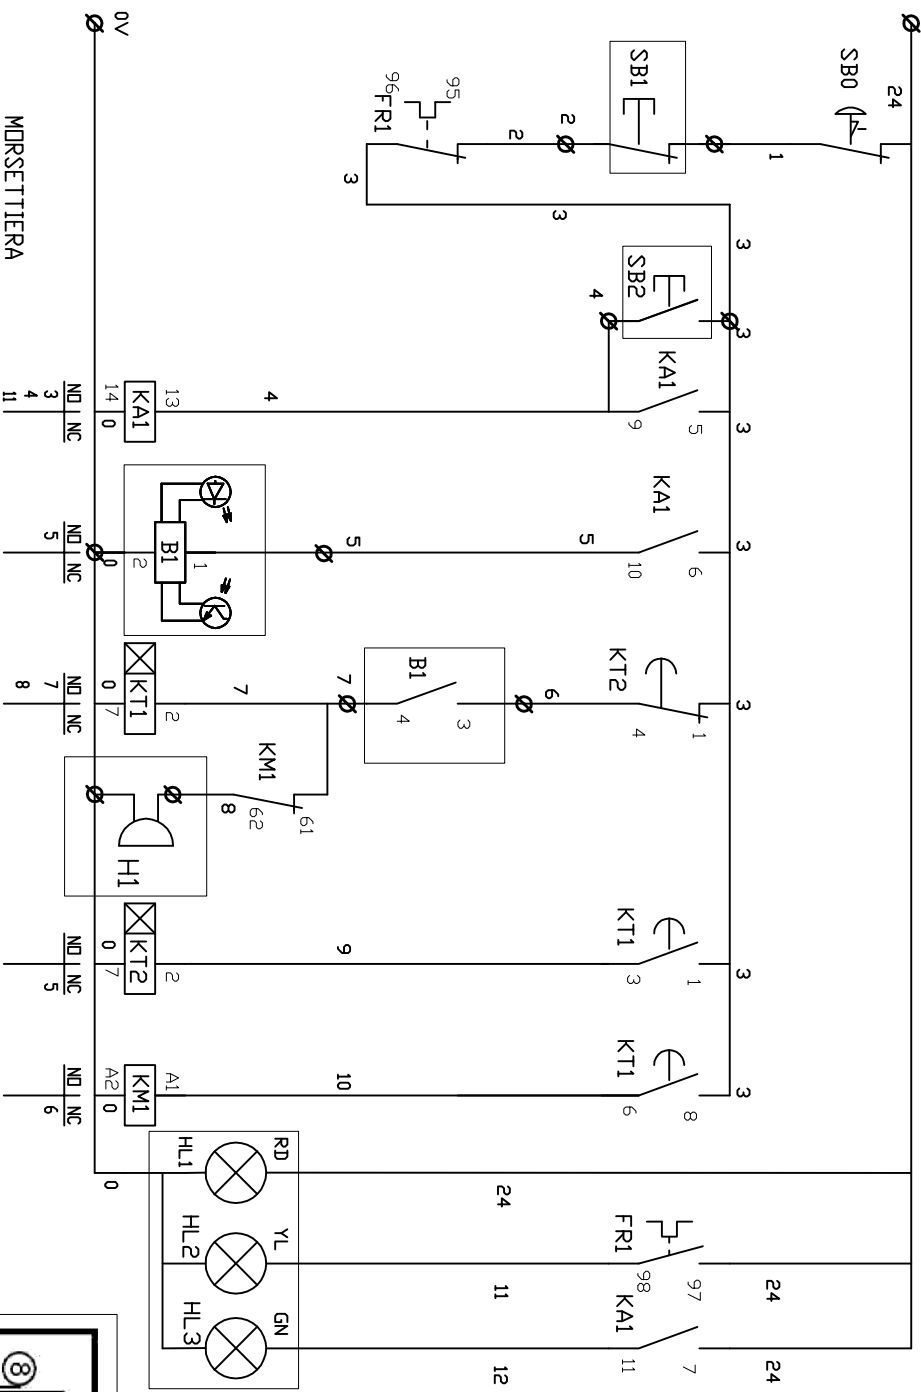 24
SB0
1
SB1
2
2
95
96
FR1
3
3
3
SB2
3
4
3
KA1
5
9
4
13
KA1
14
0
NO NC
3
4
11
3
KA1
6
10
5
5
1
B1
2
0
NO NC
5
3
KT2
1
4
6
B1
3
4
7
7
2
KT1
0
7
NO NC
7
8
KM1
61
62
8
H1
3
KT1
1
3
9
2
KT2
0
7
NO NC
5
3
KT1
8
6
10
A1
KM1
A2
0
NO NC
6
24
RD
HL1
0
24
FR1
97
98
11
YL
HL2
24
KA1
7
11
12
GN
HL3
0V
MORSETTIERA
8